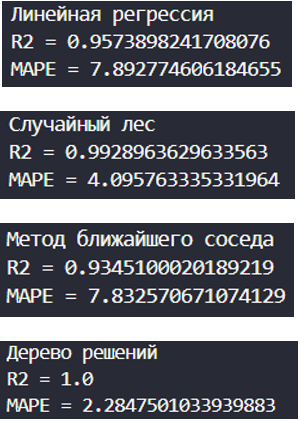 Линейная регрессия
R2 = 0.9573898241708076
MAPE = 7.892774606184655
Случайный лес
R2 = 0.9928963629633563
MAPE = 4.095763335331964
Метод ближайшего соседа
R2 = 0.9345100020189219
MAPE = 7.832570671074129
Дерево решений
R2 = 1.0
MAPE = 2.2847501033939883